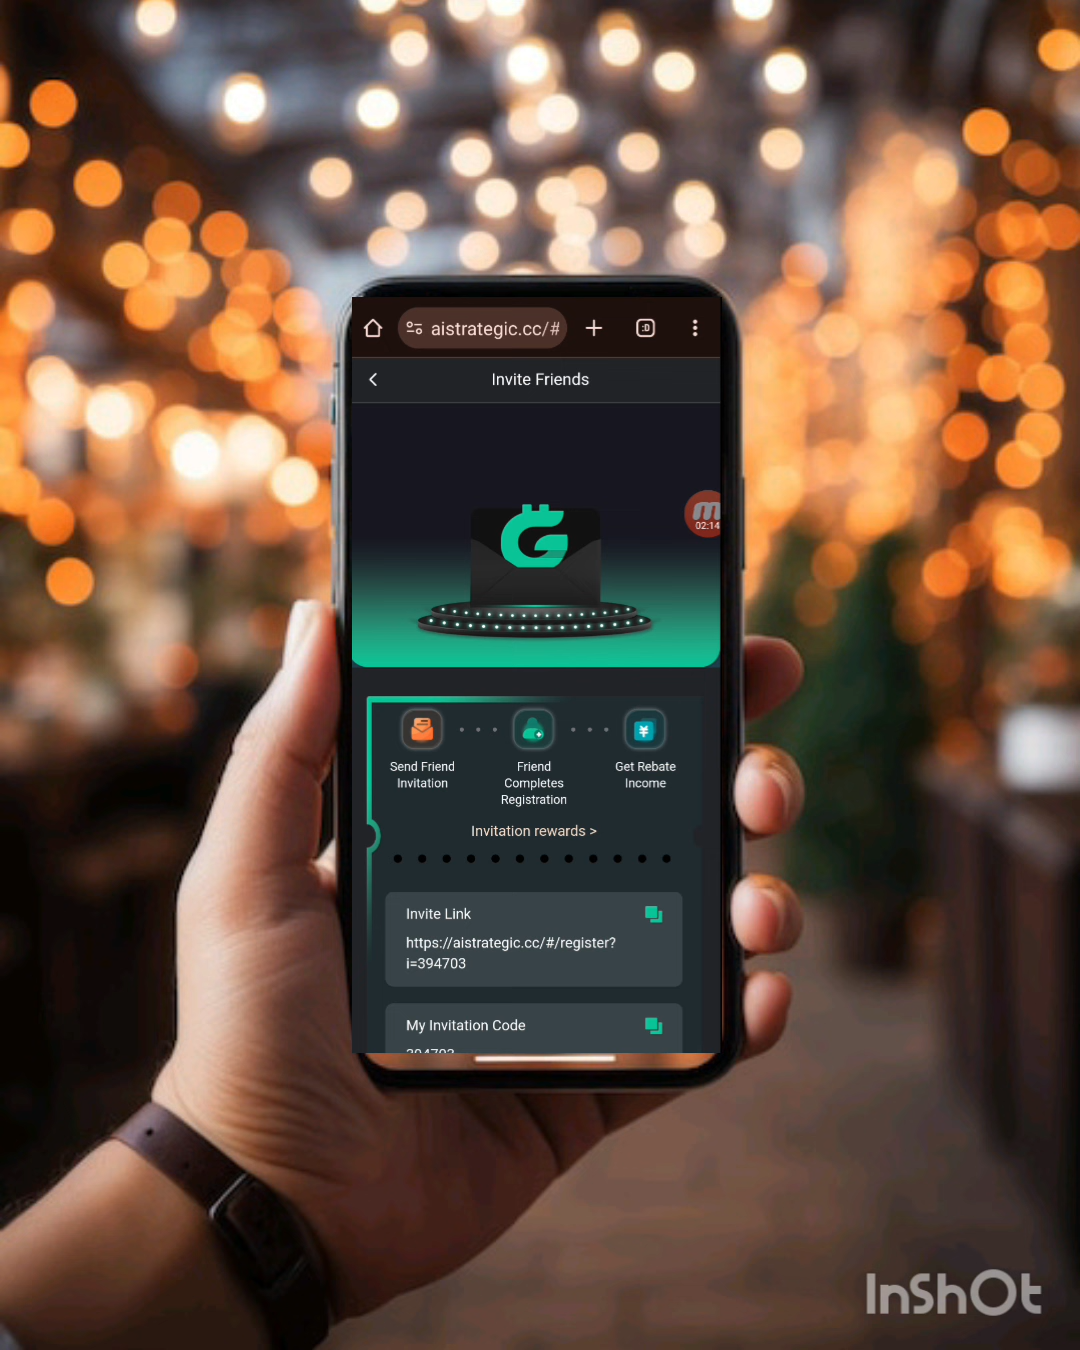 aistrategic.cc/#
:D
Invite Friends
m
02:14
Send Friend
Invitation
Friend
Completes
Registration
¥
Get Rebate
Income
Invitation rewards >
Invite Link
https://aistrategic.cc/#/register?
i=394703
My Invitation Code
394703
InShOt